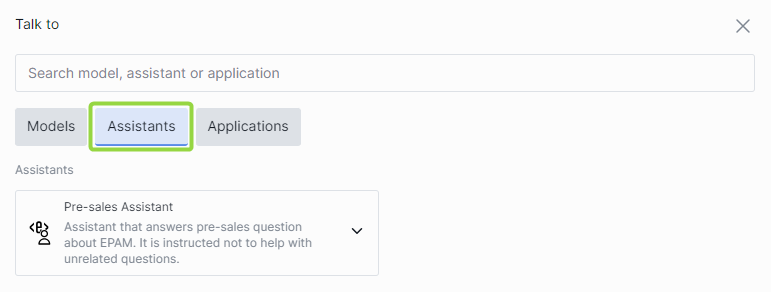 Talk to
Search model, assistant or application
Models Assistants Applications
Assistants
Pre-sales Assistant
Assistant that answers pre-sales question
about EPAM. It is instructed not to help with
unrelated questions.